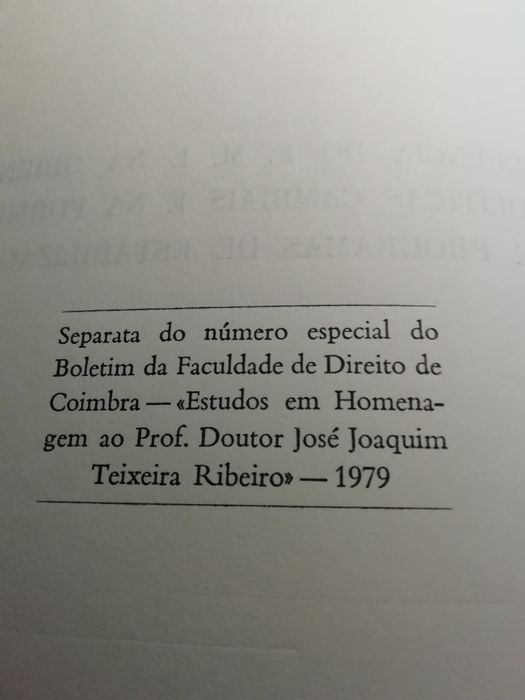 Separata do número especial do
Boletim da Faculdade de Direito de
Coimbra — «Estudos em Homena-
gem ao Prof. Doutor José Joaquim
Teixeira Ribeiro» — 1979